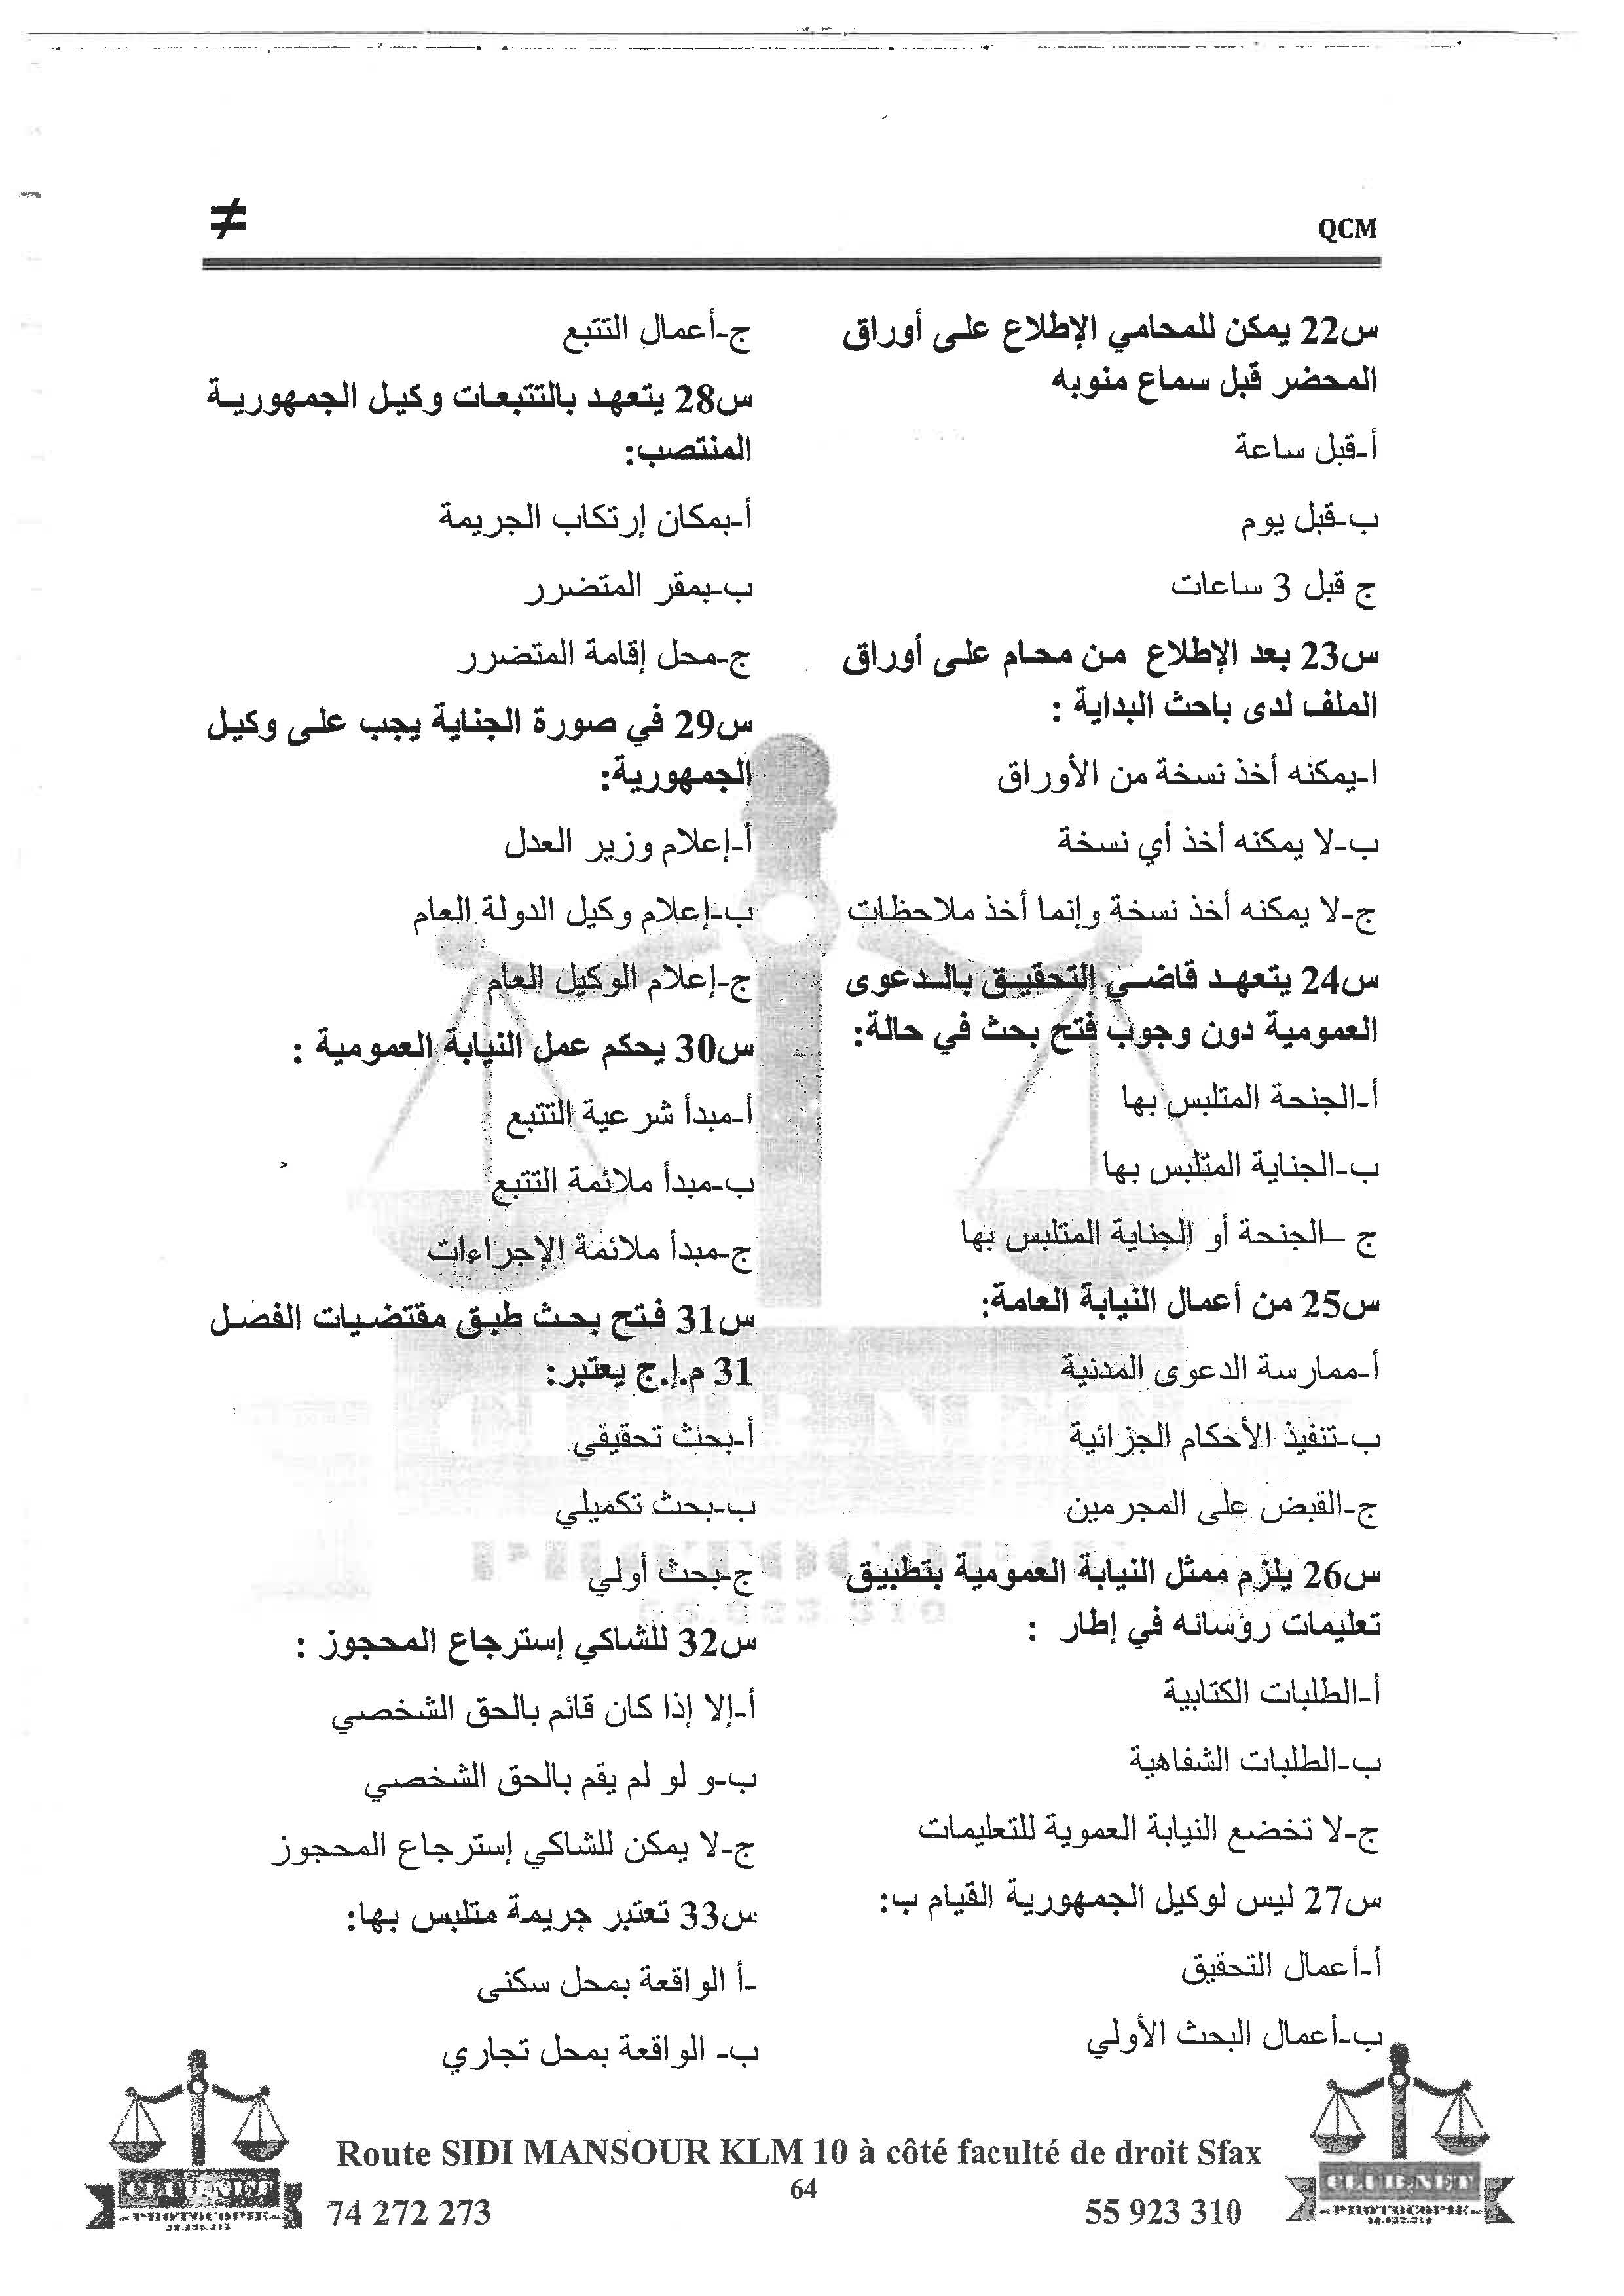 QCM
≠
س22 يمكن للمحامي الإطلاع على أوراق
المحضر قبل سماع منوبه
أ-قبل ساعة
ب-قبل يوم
ج قبل 3 ساعات
س23 بعد الإطلاع من محام على أوراق
الملف لدى باحث البداية :
ا-يمكنه أخذ نسخة من الأوراق
ب-لا يمكنه أخذ أي نسخة
ج-لا يمكنه أخذ نسخة وإنما أخذ ملاحظات
س24 يتعهد قاضي التحقيق بالدعوى
العمومية دون وجوب فتح بحث في حالة:
أ-الجنحة المتلبس بها
ب-الجناية المتلبس بها
ج –الجنحة أو الجناية المتلبس بها
س25 من أعمال النيابة العامة:
أ-ممارسة الدعوى المدنية
ب-تنفيذ الأحكام الجزائية
ج-القبض على المجرمين
س26 يلزم ممثل النيابة العمومية بتطبيق
تعليمات رؤسائه في إطار :
أ-الطلبات الكتابية
ب-الطلبات الشفاهية
ج-لا تخضع النيابة العموية للتعليمات
س27 ليس لوكيل الجمهورية القيام ب:
أ-أعمال التحقيق
ب-أعمال البحث الأولي
ج-أعمال التتبع
س28 يتعهد بالتتبعات وكيل الجمهورية
المنتصب:
أ-بمكان إرتكاب الجريمة
ب-بمقر المتضرر
ج-محل إقامة المتضرر
س29 في صورة الجناية يجب على وكيل
الجمهورية:
أ-إعلام وزير العدل
ب-إعلام وكيل الدولة العام
ج-إعلام الوكيل العام
س30 يحكم عمل النيابة العمومية :
أ-مبدأ شرعية التتبع
ب-مبدأ ملائمة التتبع
ج-مبدأ ملائمة الإجراءات
س31 فتح بحث طبق مقتضيات الفصل
31 م.إ.ج يعتبر:
أ-بحث تحقيقي
ب-بحث تكميلي
ج-بحث أولي
س32 للشاكي إسترجاع المحجوز :
أ-إلا إذا كان قائم بالحق الشخصي
ب-و لو لم يقم بالحق الشخصي
ج-لا يمكن للشاكي إسترجاع المحجوز
س33 تعتبر جريمة متلبس بها:
-أ الواقعة بمحل سكنى
ب- الواقعة بمحل تجاري
Route SIDI MANSOUR KLM 10 à côté faculté de droit Sfax
64
74 272 273
55 923 310
CLUB.NET
PHOTOCOPIE
CLUB.NET
PHOTOCOPIE